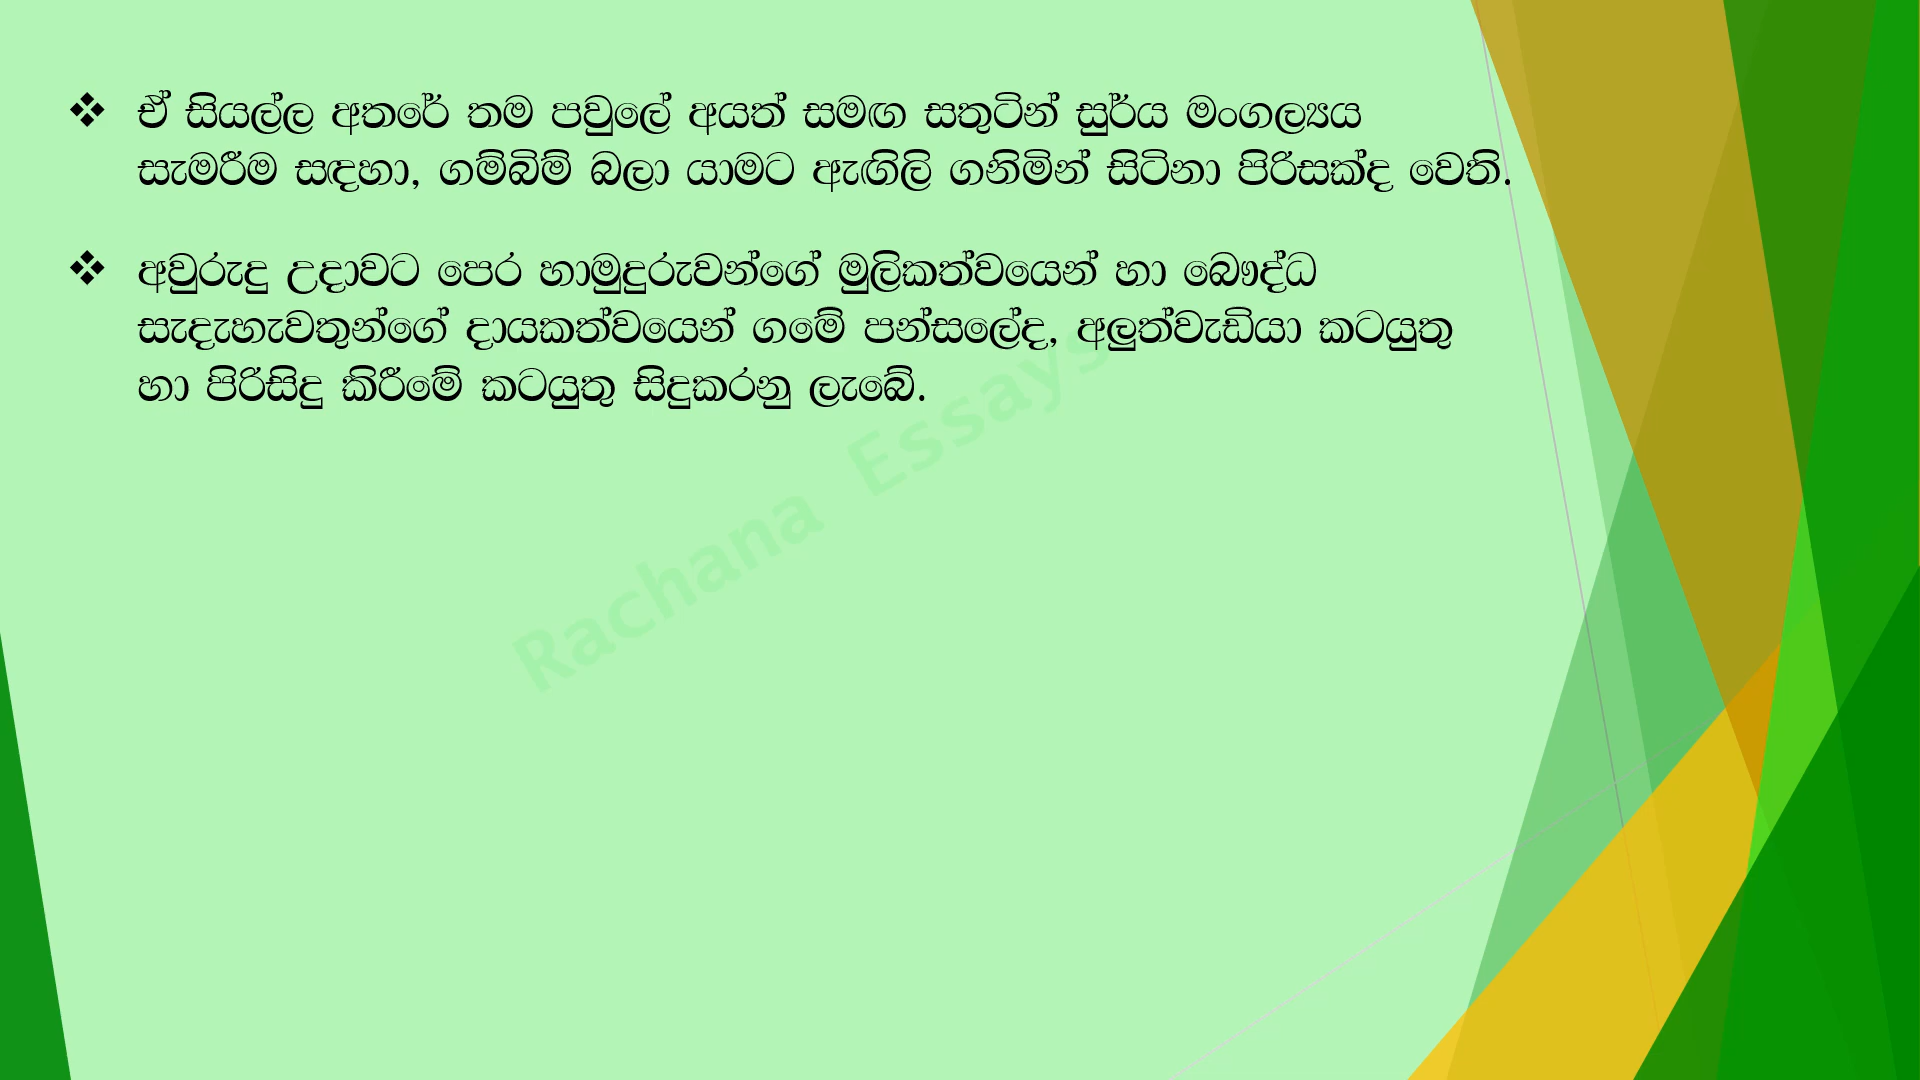 ❖ ඒ සියල්ල අතරේ තම පවුලේ අයත් සමඟ සතුටින් සුර්ය මංගල්‍යය
සැමරීම සඳහා, ගම්බිම් බලා යාමට ඇඟිලි ගනිමින් සිටිනා පිරිසක්ද වෙති.
❖ අවුරුදු උදාවට පෙර හාමුදුරුවන්ගේ මුලිකත්වයෙන් හා බෞද්ධ
සැදැහැවතුන්ගේ දායකත්වයෙන් ගමේ පන්සලේද, අලුත්වැඩියා කටයුතු
හා පිරිසිදු කිරීමේ කටයුතු සිදුකරනු ලැබේ.
Rachana Essays